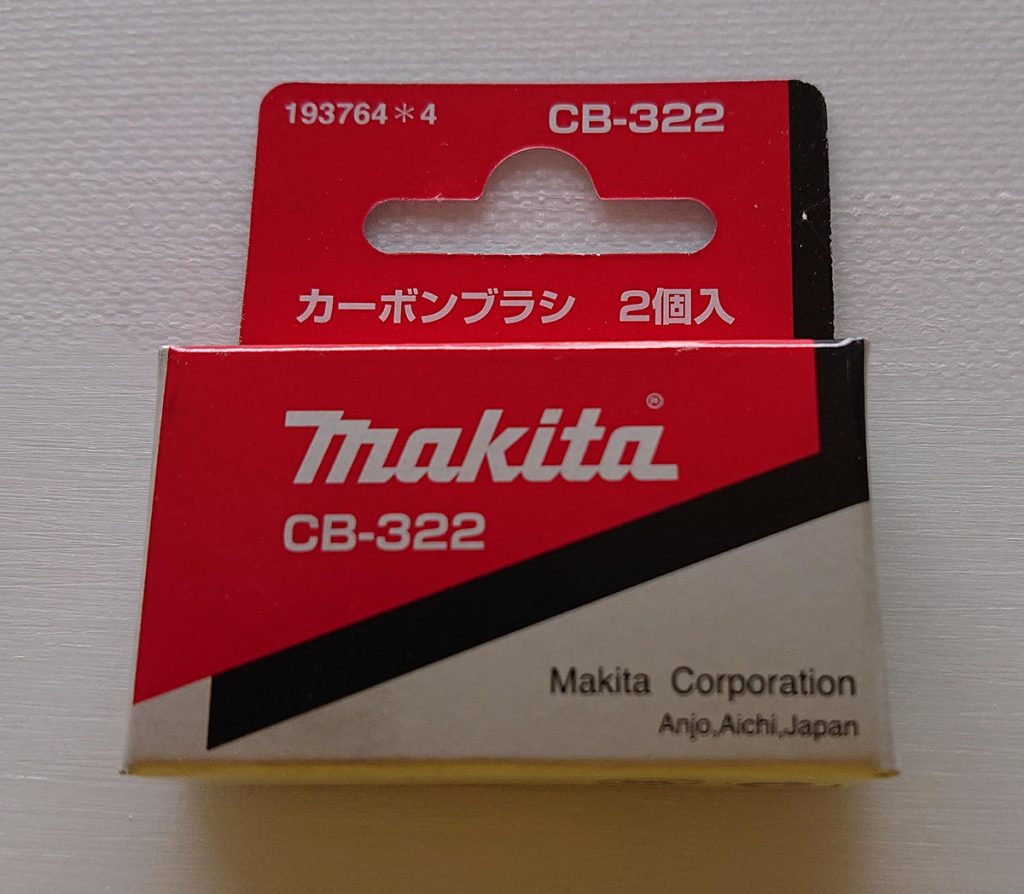 193764＊4 CB-322
カーボンブラシ 2個入
makita®
CB-322
Makita Corporation
Anjo,Aichi,Japan